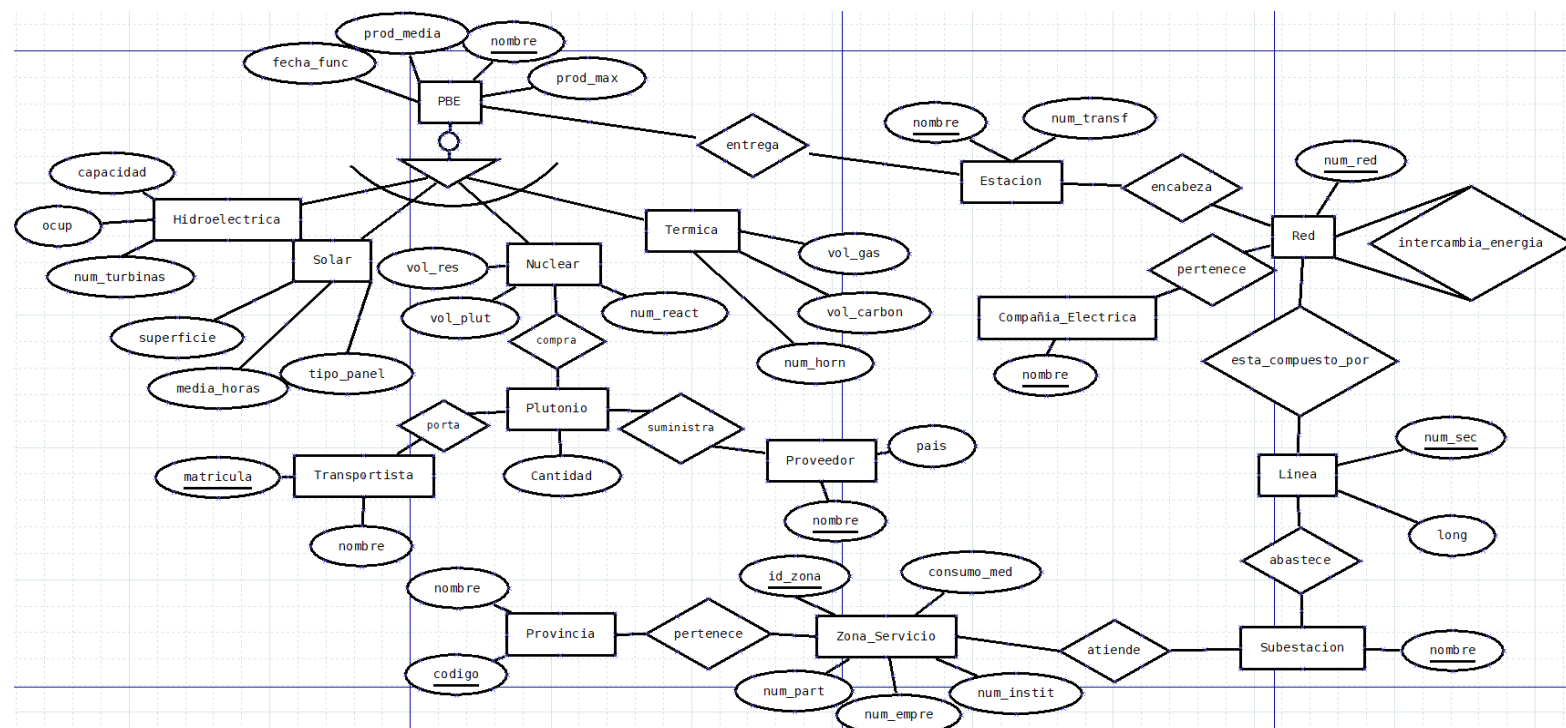 prod_media
nombre
fecha_func
prod_max
PBE
nombre
num_transf
entrega
num_red
capacidad
Estacion
encabeza
Hidroelectrica
ocup
Termica
Red
intercambia_energia
Solar
vol_res
Nuclear
vol_gas
pertenece
num_turbinas
vol_plut
num_react
vol_carbon
Compañia_Electrica
superficie
compra
num_horn
esta_compuesto_por
tipo_panel
nombre
media_horas
Plutonio
porta
suministra
num_sec
pais
Transportista
Proveedor
matricula
Cantidad
Linea
nombre
nombre
long
abastece
id_zona
consumo_med
nombre
Provincia
pertenece
Zona_Servicio
atiende
Subestacion
nombre
codigo
num_part
num_instit
num_empre